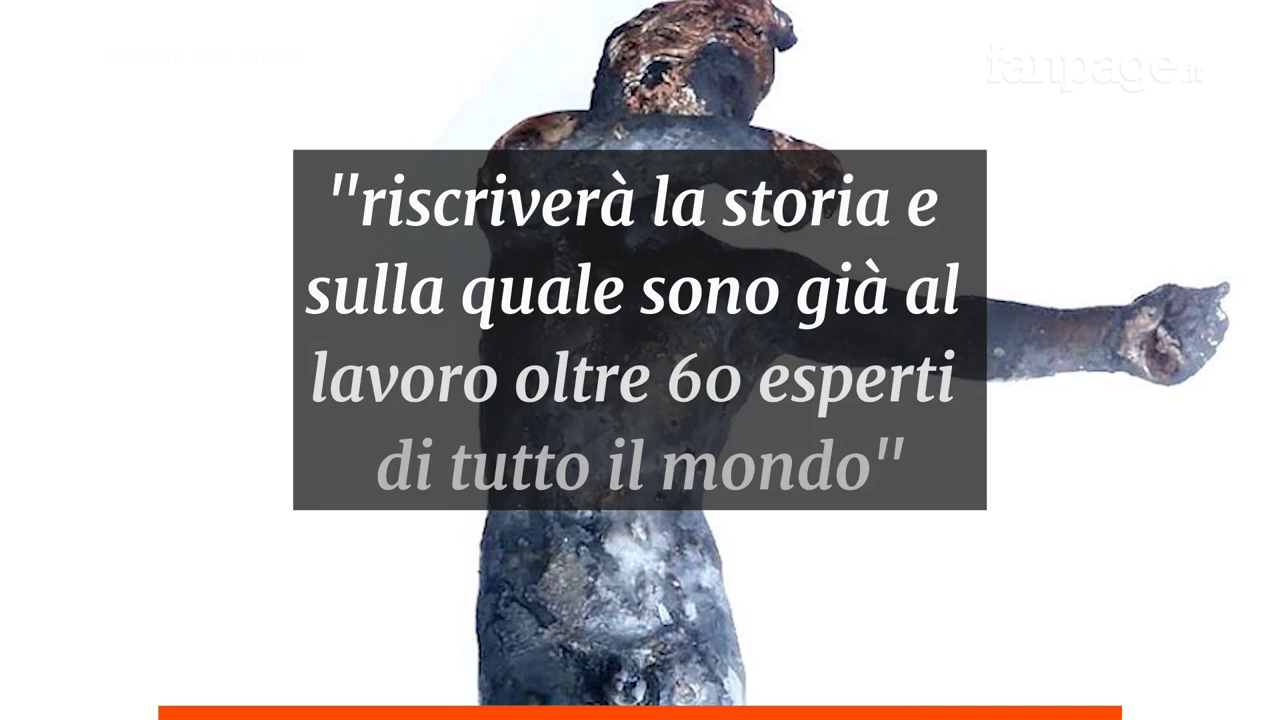 fanpage.it
"riscriverà la storia e
sulla quale sono già al
lavoro oltre 60 esperti
di tutto il mondo"